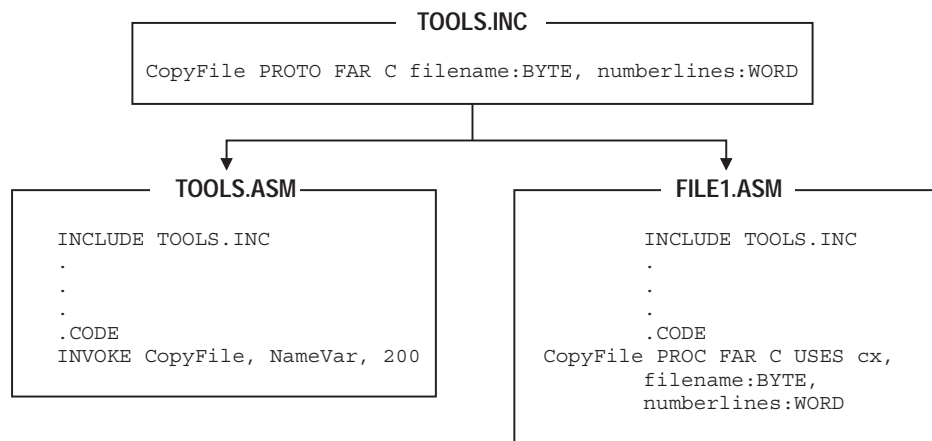 TOOLS.INC
CopyFile PROTO FAR C filename:BYTE, numberlines:WORD
TOOLS.ASM
INCLUDE TOOLS.INC
.
.
.
.CODE
INVOKE CopyFile, NameVar, 200
FILE1.ASM
INCLUDE TOOLS.INC
.
.
.
.CODE
CopyFile PROC FAR C USES cx,
filename:BYTE,
numberlines:WORD